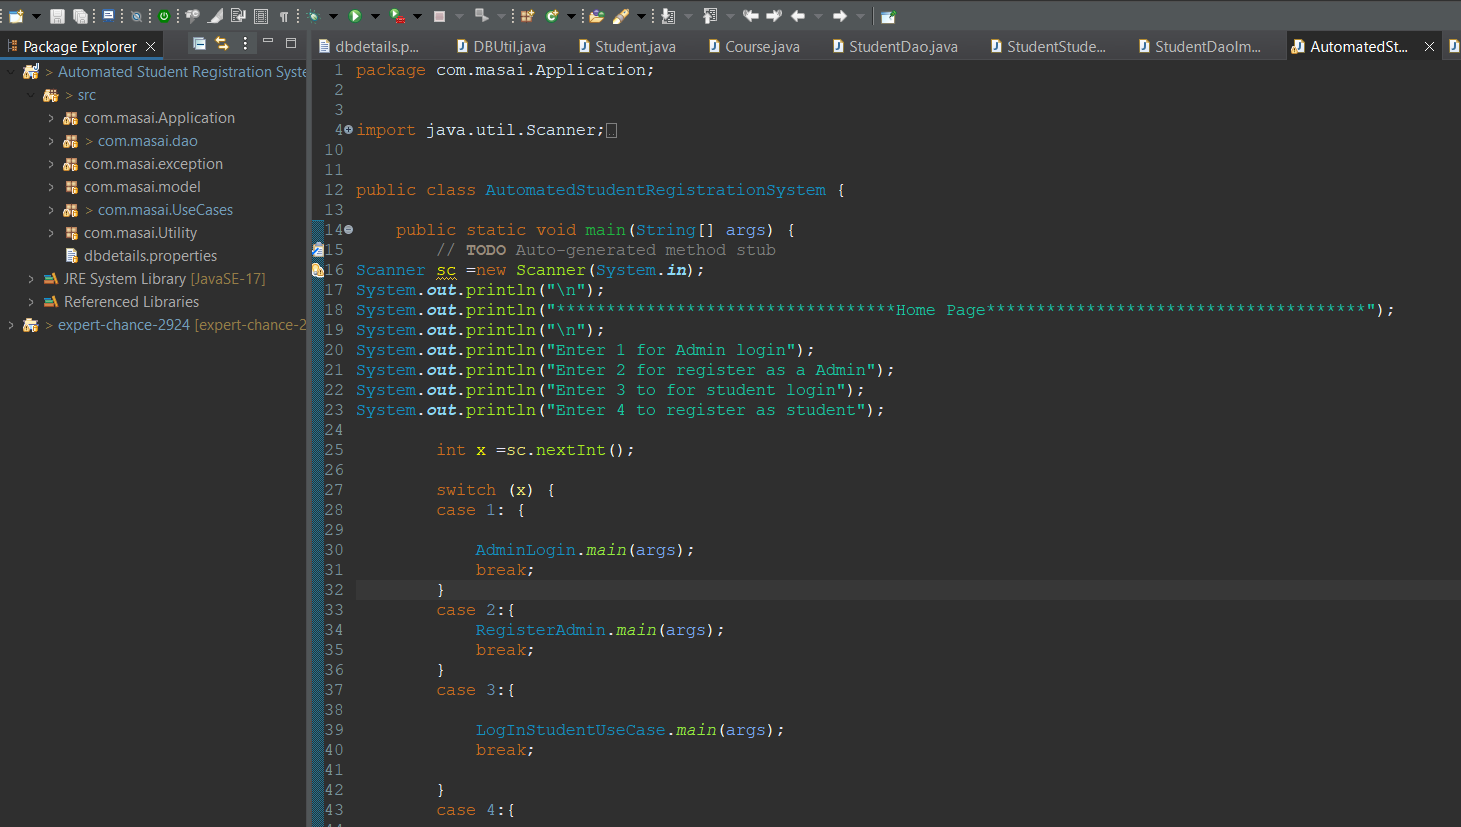 Package Explorer
dbdetails.p...
DBUtil.java
Student.java
Course.java
StudentDao.java
StudentStude...
StudentDaoIm...
AutomatedSt...
> Automated Student Registration Syste
> src
com.masai.Application
> com.masai.dao
com.masai.exception
com.masai.model
> com.masai.UseCases
com.masai.Utility
dbdetails.properties
JRE System Library [JavaSE-17]
Referenced Libraries
> expert-chance-2924 [expert-chance-2
1 package com.masai.Application;
2
3
4 import java.util.Scanner;
10
11
12 public class AutomatedStudentRegistrationSystem {
13
14 public static void main(String[] args) {
15 // TODO Auto-generated method stub
16 Scanner sc =new Scanner(System.in);
17 System.out.println("\n");
18 System.out.println("**********************************Home Page**************************************");
19 System.out.println("\n");
20 System.out.println("Enter 1 for Admin login");
21 System.out.println("Enter 2 for register as a Admin");
22 System.out.println("Enter 3 to for student login");
23 System.out.println("Enter 4 to register as student");
24
25 int x =sc.nextInt();
26
27 switch (x) {
28 case 1: {
29
30 AdminLogin.main(args);
31 break;
32 }
33 case 2:{
34 RegisterAdmin.main(args);
35 break;
36 }
37 case 3:{
38
39 LogInStudentUseCase.main(args);
40 break;
41
42 }
43 case 4:{